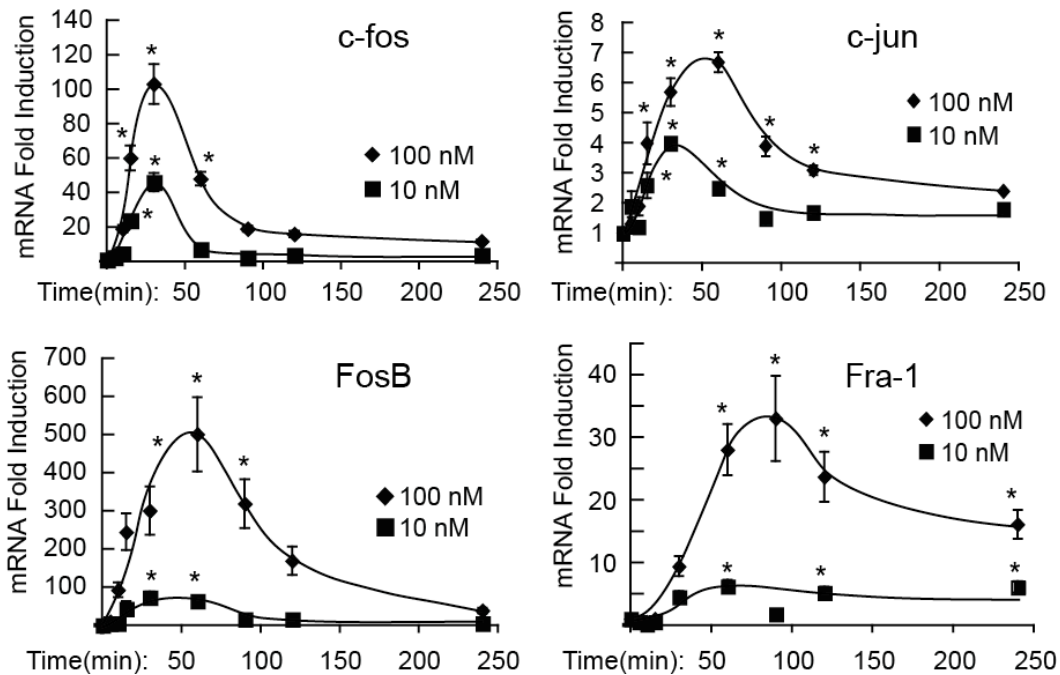 c-fos
mRNA Fold Induction
140
120
100
80
60
40
20
* * * * *
100 nM
10 nM
Time(min): 50 100 150 200 250
c-jun
mRNA Fold Induction
8
7
6
5
4
3
2
1
* * * * * * * *
100 nM
10 nM
50 100 150 200 250
FosB
mRNA Fold Induction
700
600
500
400
300
200
100
* * * * *
100 nM
10 nM
Time(min): 50 100 150 200 250
Fra-1
mRNA Fold Induction
40
30
20
10
* * * * * * *
100 nM
10 nM
Time(min): 50 100 150 200 250